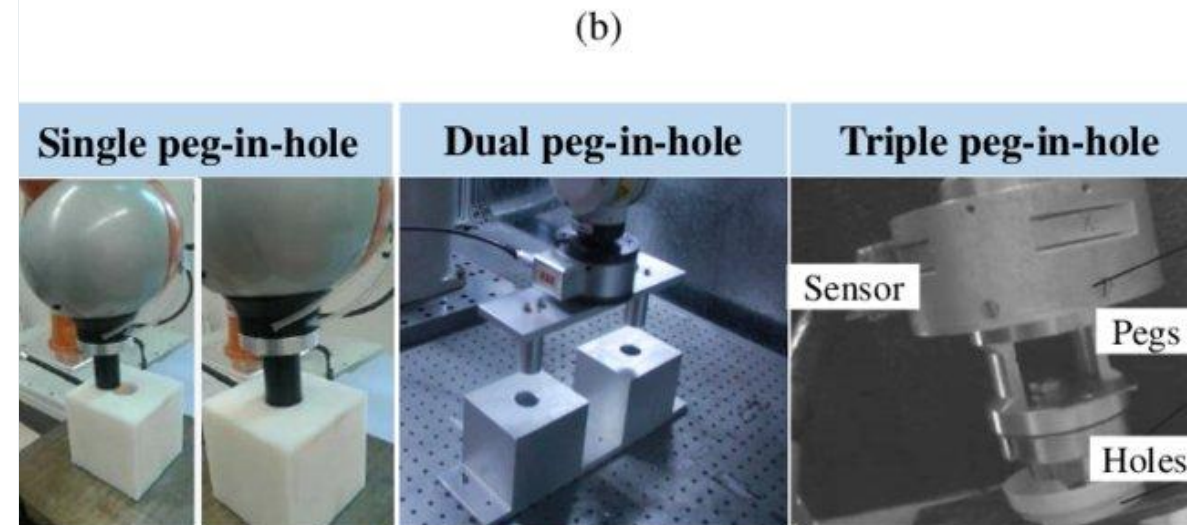 (b)
Single peg-in-hole
Dual peg-in-hole
Triple peg-in-hole
Sensor
Pegs
Holes